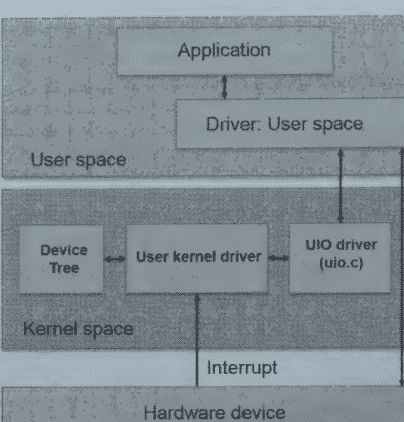 Application
Driver: User space
User space
Device
Tree
User kernel driver
UIO driver
(uio.c)
Kernel space
Interrupt
Hardware device